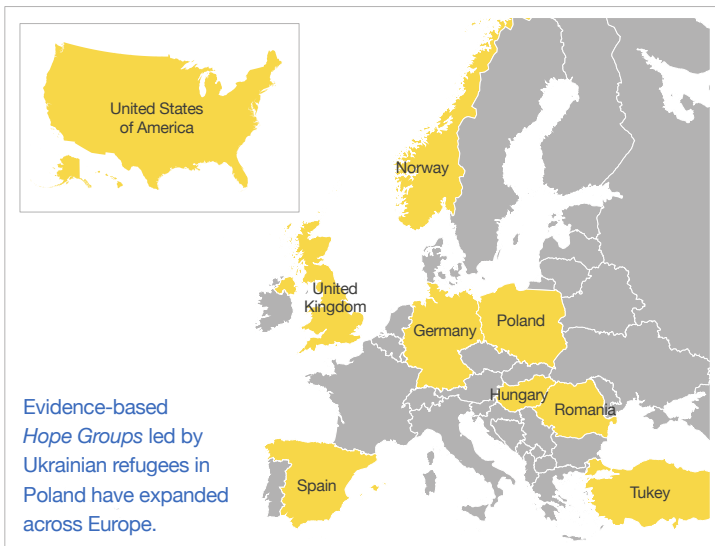 United States
of America
Norway
United
Kingdom
Germany
Poland
Hungary
Romania
Spain
Tukey
Evidence-based
Hope Groups led by
Ukrainian refugees in
Poland have expanded
across Europe.